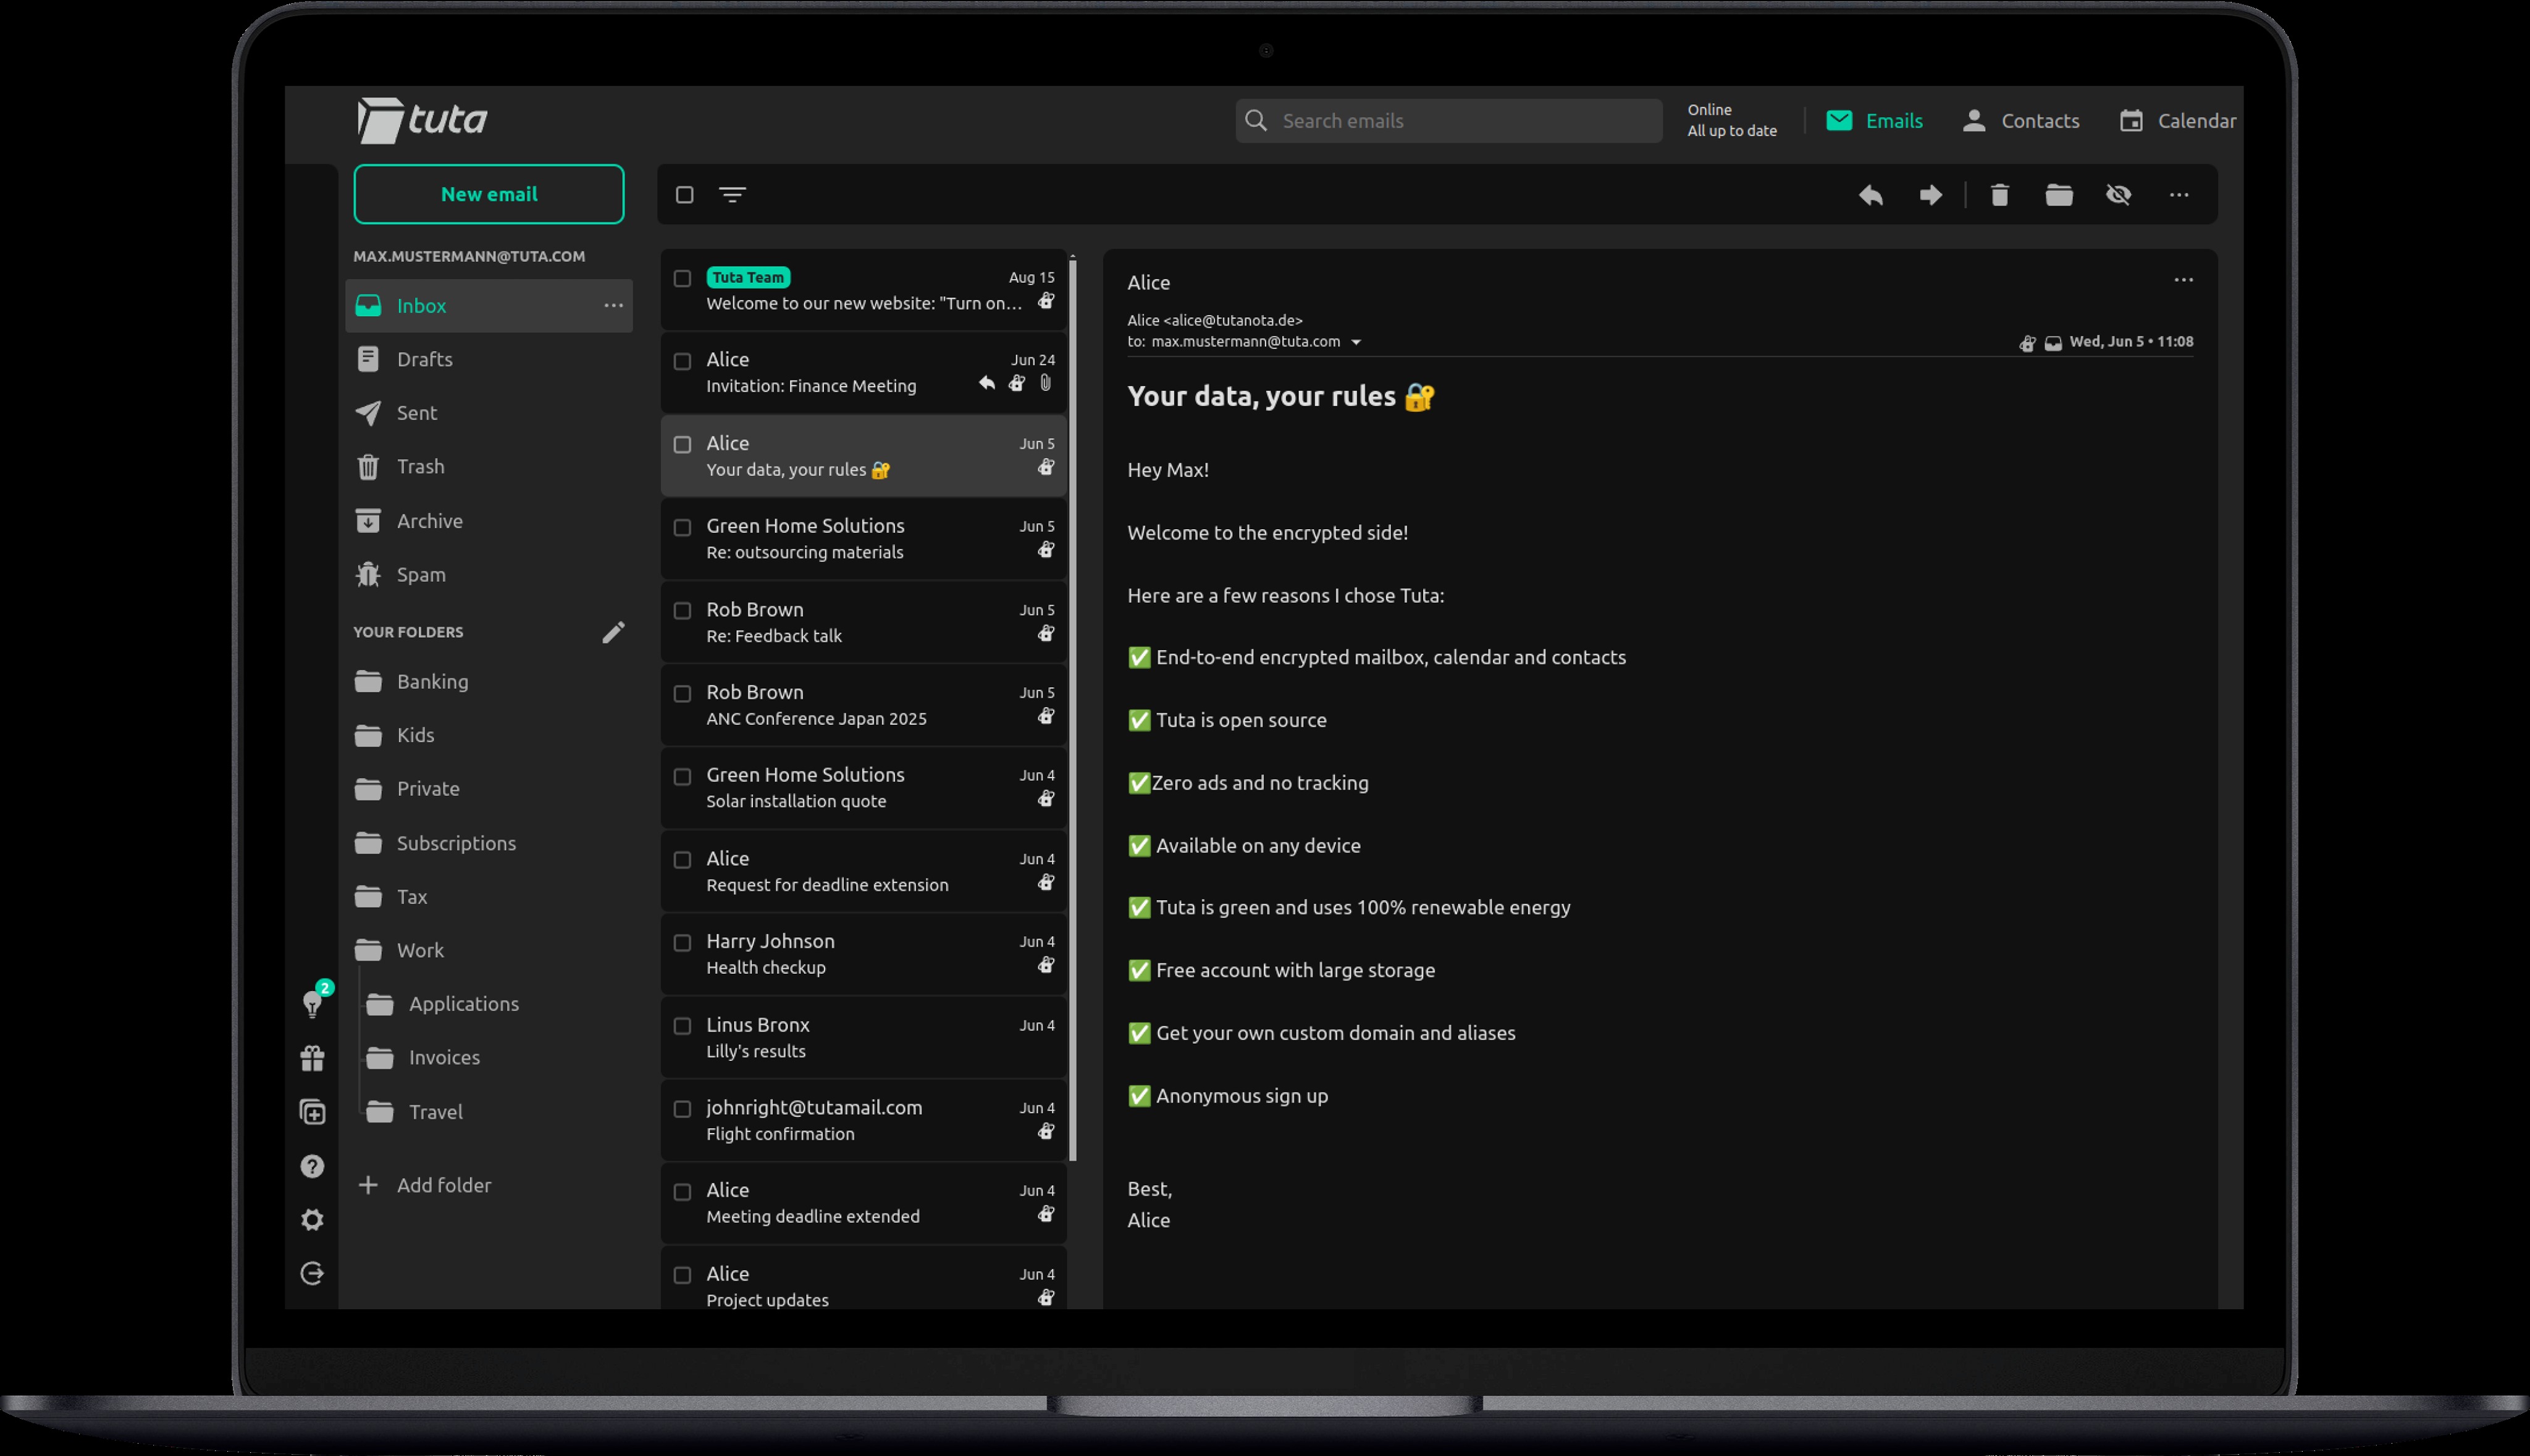 tuta
Search emails
Online
All up to date
Emails
Contacts
Calendar
New email
MAX.MUSTERMANN@TUTA.COM
Inbox
Drafts
Sent
Trash
Archive
Spam
YOUR FOLDERS
Banking
Kids
Private
Subscriptions
Tax
Work
Applications
Invoices
Travel
Add folder
2
Tuta Team Aug 15
Welcome to our new website: "Turn on...
Alice Jun 24
Invitation: Finance Meeting
Alice Jun 5
Your data, your rules 🔐
Green Home Solutions Jun 5
Re: outsourcing materials
Rob Brown Jun 5
Re: Feedback talk
Rob Brown Jun 5
ANC Conference Japan 2025
Green Home Solutions Jun 4
Solar installation quote
Alice Jun 4
Request for deadline extension
Harry Johnson Jun 4
Health checkup
Linus Bronx Jun 4
Lilly's results
johnright@tutamail.com Jun 4
Flight confirmation
Alice Jun 4
Meeting deadline extended
Alice Jun 4
Project updates
Alice
Alice <alice@tutanota.de>
to: max.mustermann@tuta.com
Wed, Jun 5 • 11:08
Your data, your rules 🔐
Hey Max!
Welcome to the encrypted side!
Here are a few reasons I chose Tuta:
✅ End-to-end encrypted mailbox, calendar and contacts
✅ Tuta is open source
✅Zero ads and no tracking
✅ Available on any device
✅ Tuta is green and uses 100% renewable energy
✅ Free account with large storage
✅ Get your own custom domain and aliases
✅ Anonymous sign up
Best,
Alice